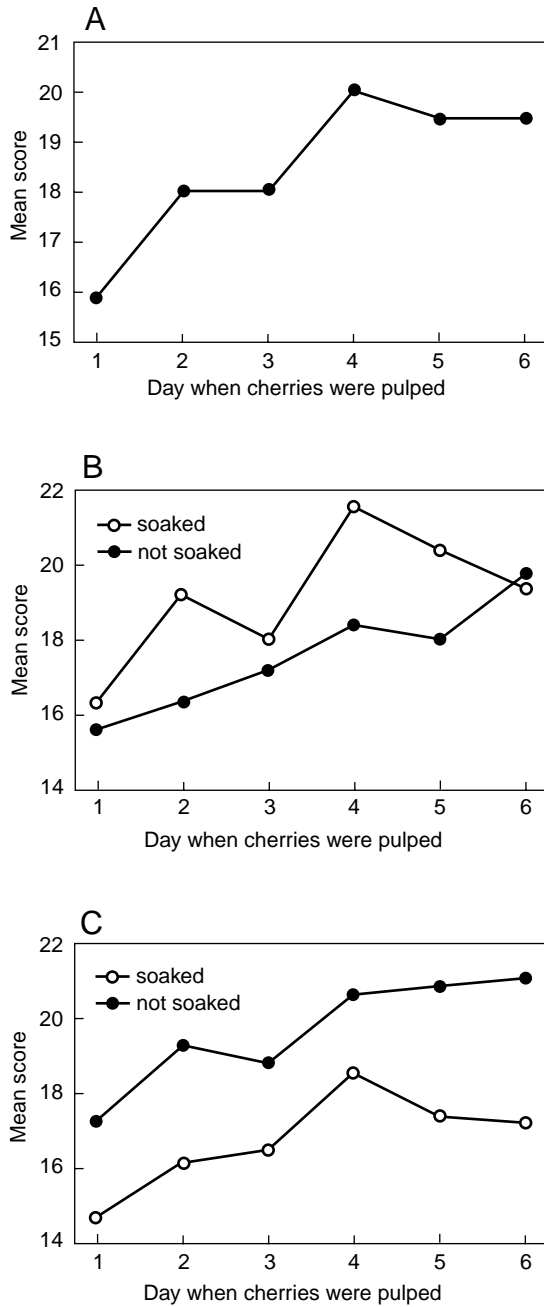 A
21
20
19
18
17
16
15
Mean score
1 2 3 4 5 6
Day when cherries were pulped
B
22
20
18
16
14
Mean score
soaked
not soaked
1 2 3 4 5 6
Day when cherries were pulped
C
22
20
18
16
14
Mean score
soaked
not soaked
1 2 3 4 5 6
Day when cherries were pulped